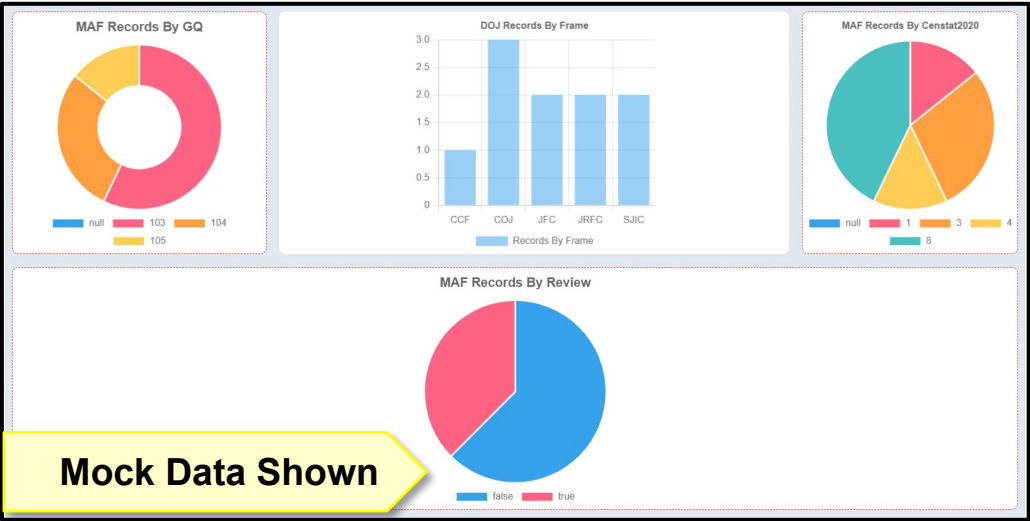 MAF Records By GQ
null 103 104
105
DOJ Records By Frame
3.0
2.5
2.0
1.5
1.0
0.5
0
CCF COJ JFC JRFC SJIC
Records By Frame
MAF Records By Censtat2020
null 1 3 4
8
MAF Records By Review
false true
Mock Data Shown